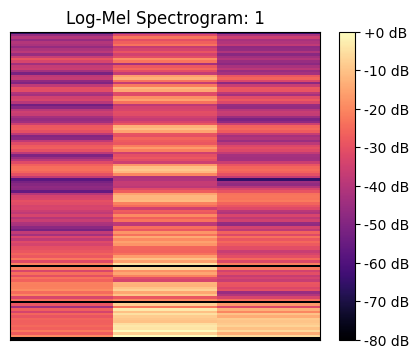 Log-Mel Spectrogram: 1
+0 dB
-10 dB
-20 dB
-30 dB
-40 dB
-50 dB
-60 dB
-70 dB
-80 dB